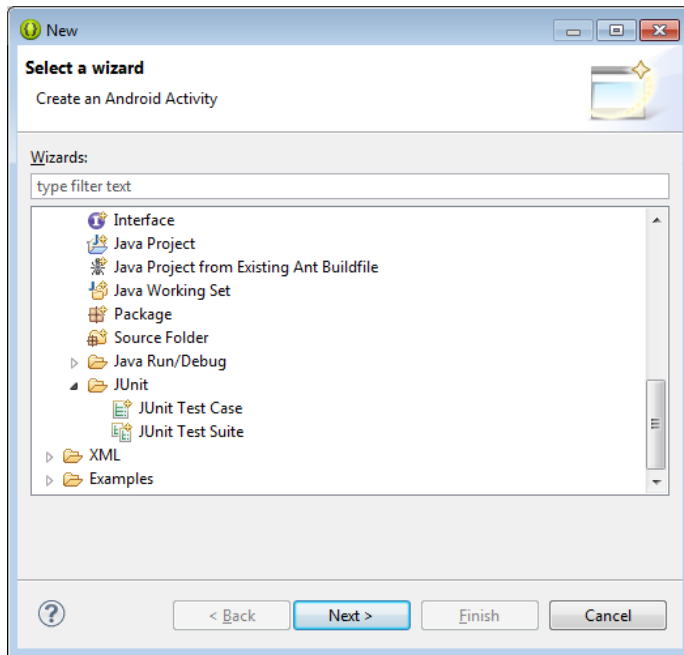 New
Select a wizard
Create an Android Activity
Wizards:
type filter text
Interface
Java Project
Java Project from Existing Ant Buildfile
Java Working Set
Package
Source Folder
Java Run/Debug
JUnit
JUnit Test Case
JUnit Test Suite
XML
Examples
? < Back Next > Finish Cancel